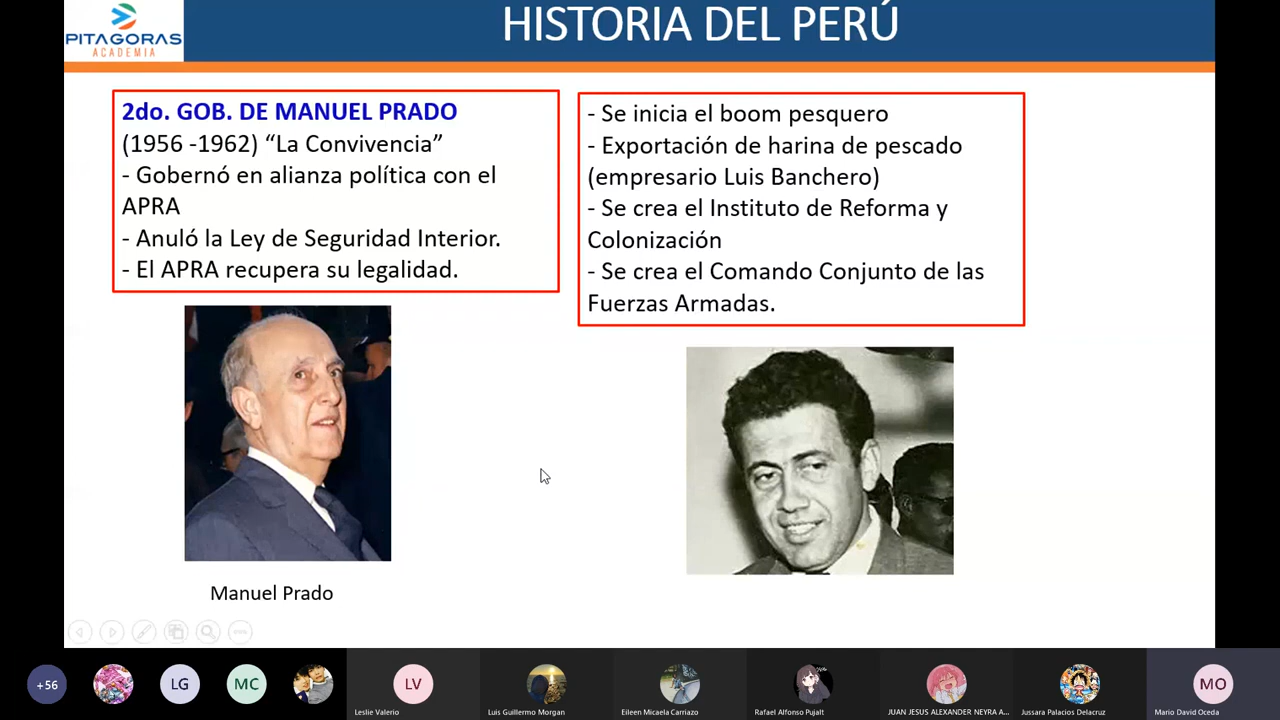 PITAGORAS
ACADEMIA
HISTORIA DEL PERÚ
2do. GOB. DE MANUEL PRADO
(1956 -1962) “La Convivencia”
- Gobernó en alianza política con el
APRA
- Anuló la Ley de Seguridad Interior.
- El APRA recupera su legalidad.
- Se inicia el boom pesquero
- Exportación de harina de pescado
(empresario Luis Banchero)
- Se crea el Instituto de Reforma y
Colonización
- Se crea el Comando Conjunto de las
Fuerzas Armadas.
Manuel Prado
+56
LG
MC
LV
MO
Leslie Valerio
Luis Guillermo Morgan
Eileen Micaela Carriazo
Rafael Alfonso Pujalt
JUAN JESUS ALEXANDER NEYRA A...
Jussara Palacios Delacruz
Mario David Oceda